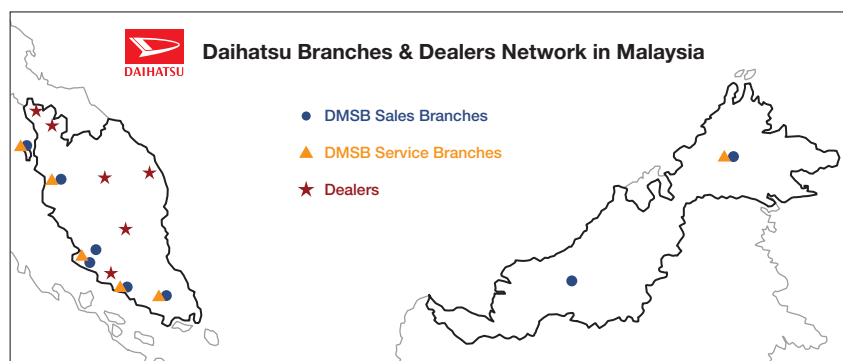 DAIHATSU
Daihatsu Branches & Dealers Network in Malaysia
DMSB Sales Branches
DMSB Service Branches
Dealers